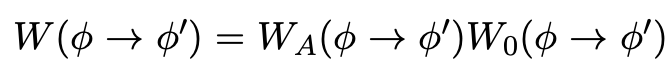 W(ϕ → ϕ′) = W_A(ϕ → ϕ′)W_0(ϕ → ϕ′)